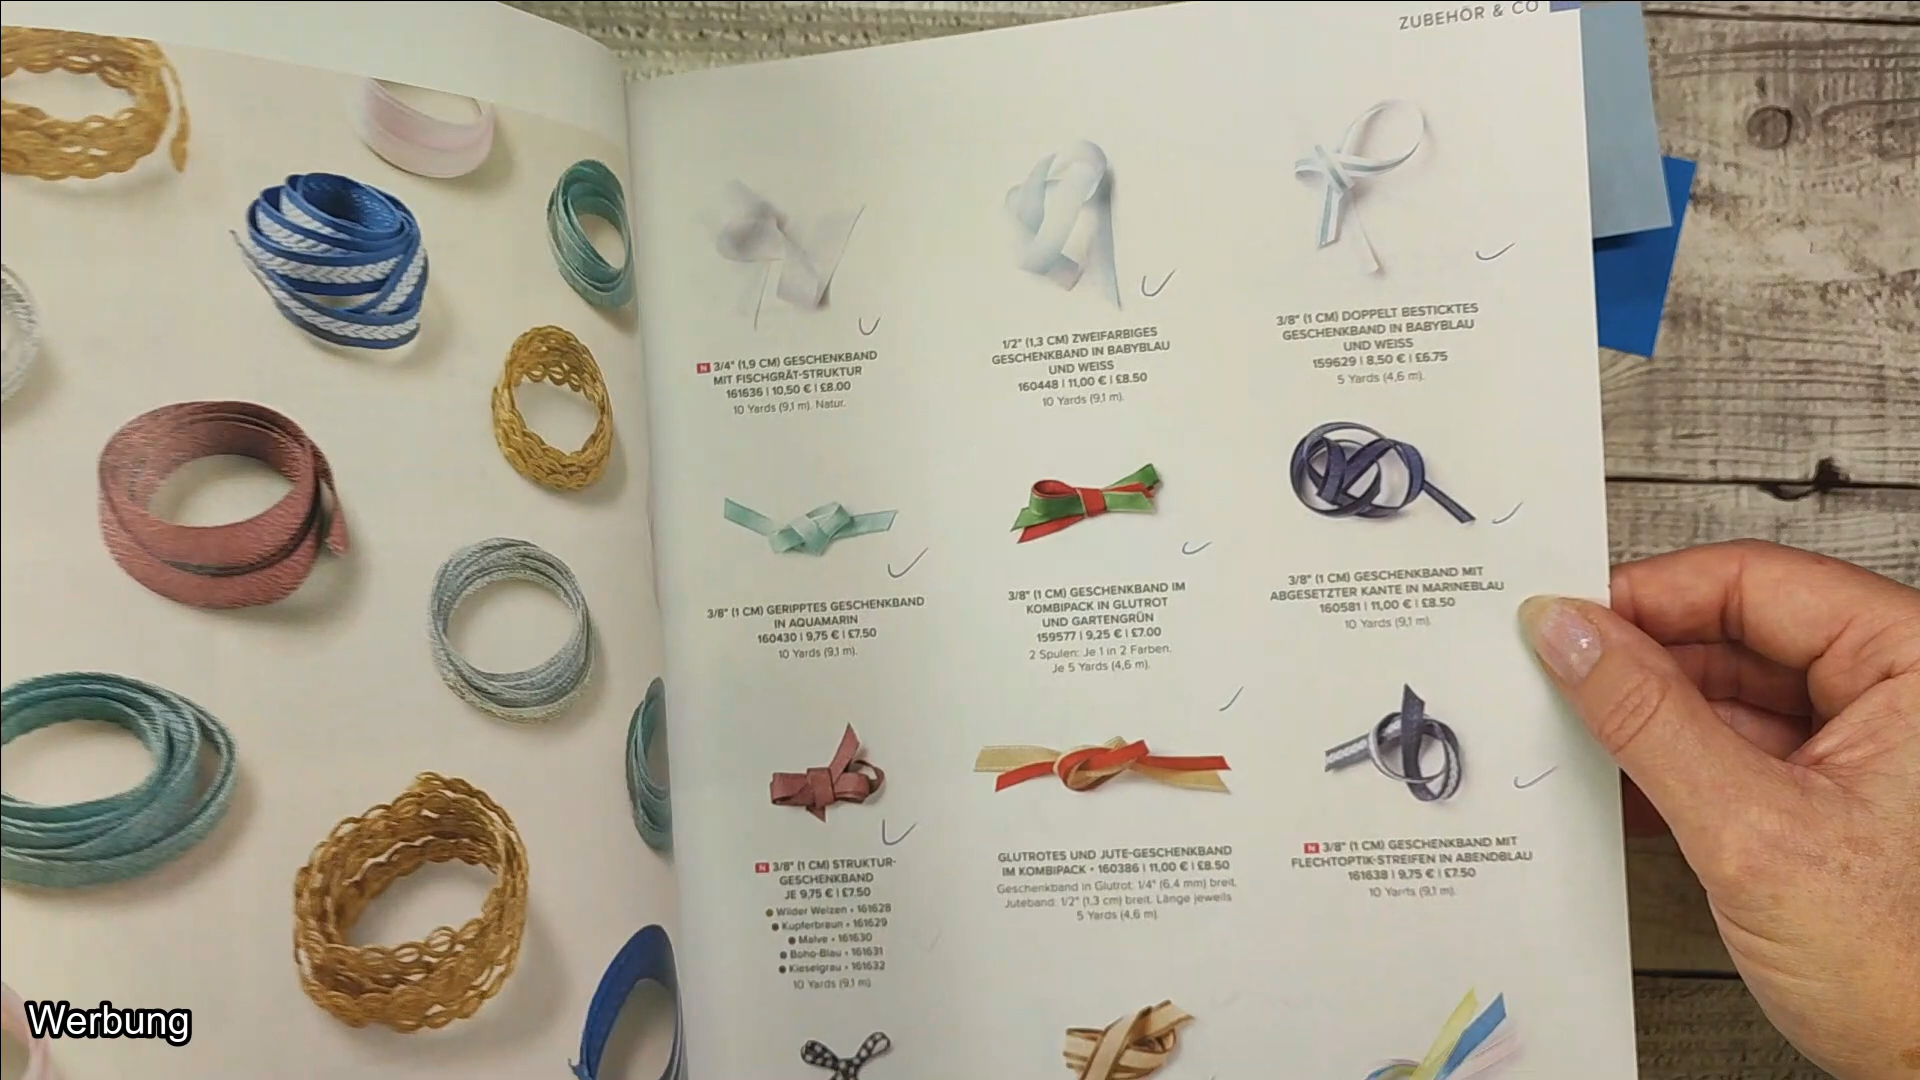 ZUBEHÖR & CO
N 3/4" (1,9 CM) GESCHENKBAND
MIT FISCHGRÄT-STRUKTUR
161636 | 10,50 € | £8.00
10 Yards (9,1 m). Natur.
1/2" (1,3 CM) ZWEIFARBIGES
GESCHENKBAND IN BABYBLAU
UND WEISS
160448 | 11,00 € | £8.50
10 Yards (9,1 m).
3/8" (1 CM) DOPPELT BESTICKTES
GESCHENKBAND IN BABYBLAU
UND WEISS
159629 | 8,50 € | £6.75
5 Yards (4,6 m).
3/8" (1 CM) GERIPPTES GESCHENKBAND
IN AQUAMARIN
160430 | 9,75 € | £7.50
10 Yards (9,1 m).
3/8" (1 CM) GESCHENKBAND IM
KOMBIPACK IN GLUTROT
UND GARTENGRÜN
159577 | 9,25 € | £7.00
2 Spulen: Je 1 in 2 Farben.
Je 5 Yards (4,6 m).
3/8" (1 CM) GESCHENKBAND MIT
ABGESETZTER KANTE IN MARINEBLAU
160581 | 11,00 € | £8.50
10 Yards (9,1 m).
N 3/8" (1 CM) STRUKTUR-
GESCHENKBAND
JE 9,75 € | £7.50
● Wilder Weizen • 161628
● Kupferbraun • 161629
● Malve • 161630
● Boho-Blau • 161631
● Kieselgrau • 161632
10 Yards (9,1 m)
GLUTROTES UND JUTE-GESCHENKBAND
IM KOMBIPACK • 160386 | 11,00 € | £8.50
Geschenkband in Glutrot: 1/4" (6,4 mm) breit.
Juteband: 1/2" (1,3 cm) breit. Länge jeweils
5 Yards (4,6 m).
N 3/8" (1 CM) GESCHENKBAND MIT
FLECHTOPTIK-STREIFEN IN ABENDBLAU
161638 | 9,75 € | £7.50
10 Yards (9,1 m).
Werbung